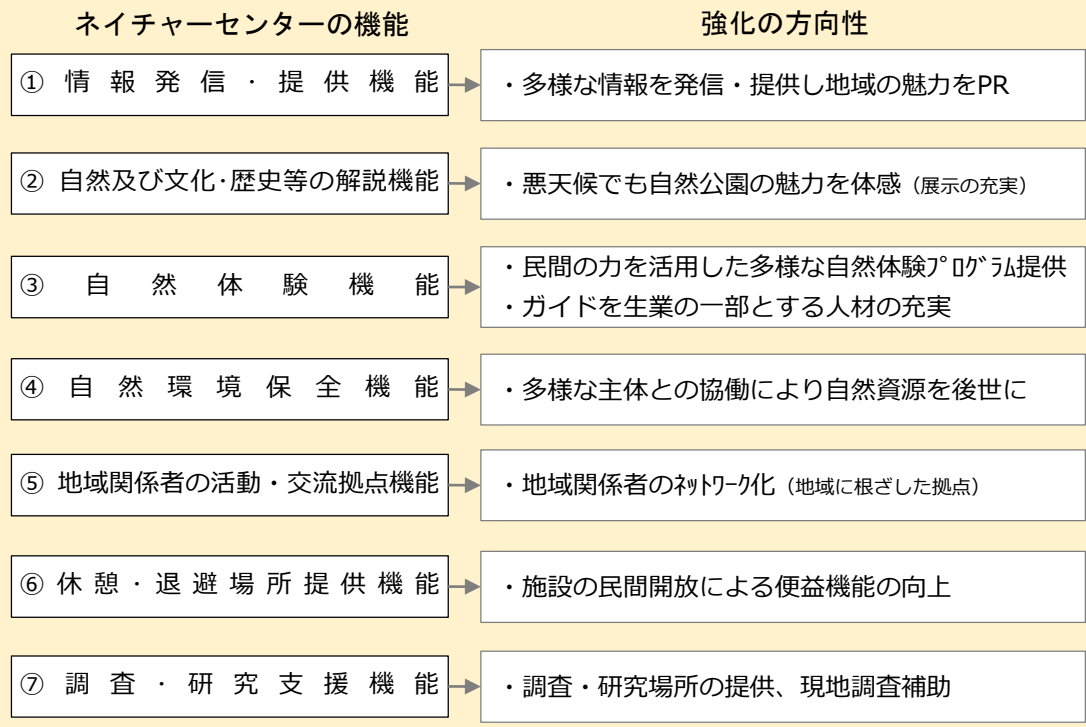 ネイチャーセンターの機能
強化の方向性
① 情報発信・提供機能
・多様な情報を発信・提供し地域の魅力をPR
② 自然及び文化・歴史等の解説機能
・悪天候でも自然公園の魅力を体感（展示の充実）
③ 自然体験機能
・民間の力を活用した多様な自然体験ﾌﾟﾛｸﾞﾗﾑ提供
・ガイドを生業の一部とする人材の充実
④ 自然環境保全機能
・多様な主体との協働により自然資源を後世に
⑤ 地域関係者の活動・交流拠点機能
・地域関係者のﾈｯﾄﾜｰｸ化（地域に根ざした拠点）
⑥ 休憩・退避場所提供機能
・施設の民間開放による便益機能の向上
⑦ 調査・研究支援機能
・調査・研究場所の提供、現地調査補助